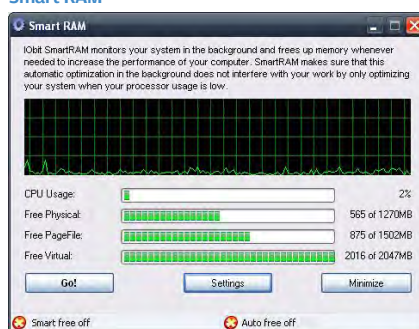 Smart RAM
Smart RAM
IObit SmartRAM monitors your system in the background and frees up memory whenever
needed to increase the performance of your computer. SmartRAM makes sure that this
automatic optimization in the background does not interfere with your work by only optimizing
your system when your processor usage is low.
CPU Usage: 2%
Free Physical: 565 of 1270MB
Free PageFile: 875 of 1502MB
Free Virtual: 2016 of 2047MB
Go! Settings Minimize
Smart free off Auto free off